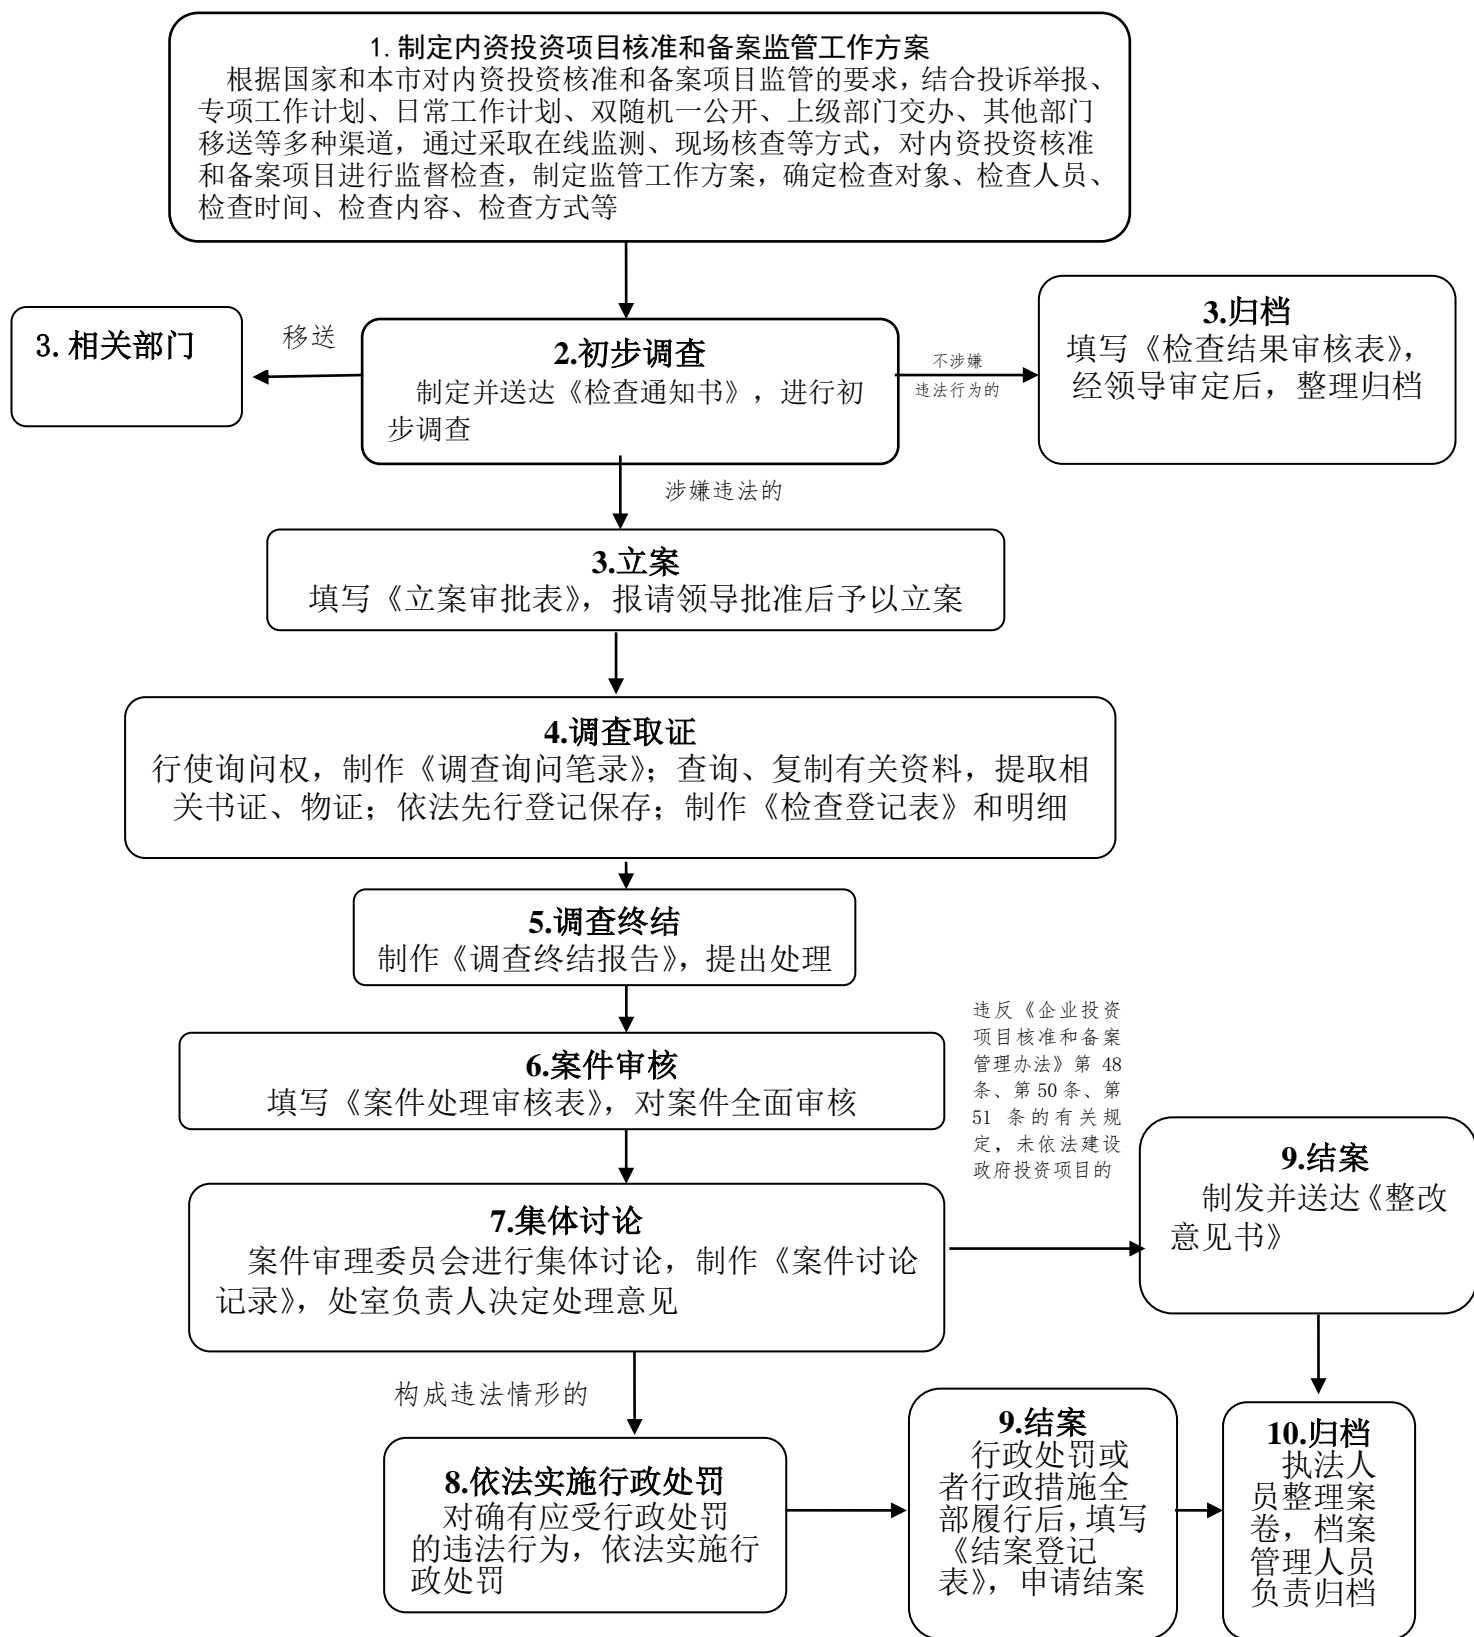 1.制定内资投资项目核准和备案监管工作方案
根据国家和本市对内资投资核准和备案项目监管的要求，结合投诉举报、
专项工作计划、日常工作计划、双随机一公开、上级部门交办、其他部门
移送等多种渠道，通过采取在线监测、现场核查等方式，对内资投资核准
和备案项目进行监督检查，制定监管工作方案，确定检查对象、检查人员、
检查时间、检查内容、检查方式等
3.相关部门
移送
2.初步调查
制定并送达《检查通知书》，进行初
步调查
不涉嫌
违法行为的
3.归档
填写《检查结果审核表》，
经领导审定后，整理归档
涉嫌违法的
3.立案
填写《立案审批表》，报请领导批准后予以立案
4.调查取证
行使询问权，制作《调查询问笔录》；查询、复制有关资料，提取相
关书证、物证；依法先行登记保存；制作《检查登记表》和明细
5.调查终结
制作《调查终结报告》，提出处理
6.案件审核
填写《案件处理审核表》，对案件全面审核
违反《企业投资
项目核准和备案
管理办法》第 48
条、第 50 条、第
51 条的有关规
定，未依法建设
政府投资项目的
7.集体讨论
案件审理委员会进行集体讨论，制作《案件讨论
记录》，处室负责人决定处理意见
9.结案
制发并送达《整改
意见书》
构成违法情形的
8.依法实施行政处罚
对确有应受行政处罚
的违法行为，依法实施行
政处罚
9.结案
行政处罚或
者行政措施全
部履行后，填写
《结案登记
表》，申请结案
10.归档
执法人
员整理案
卷，档案
管理人员
负责归档